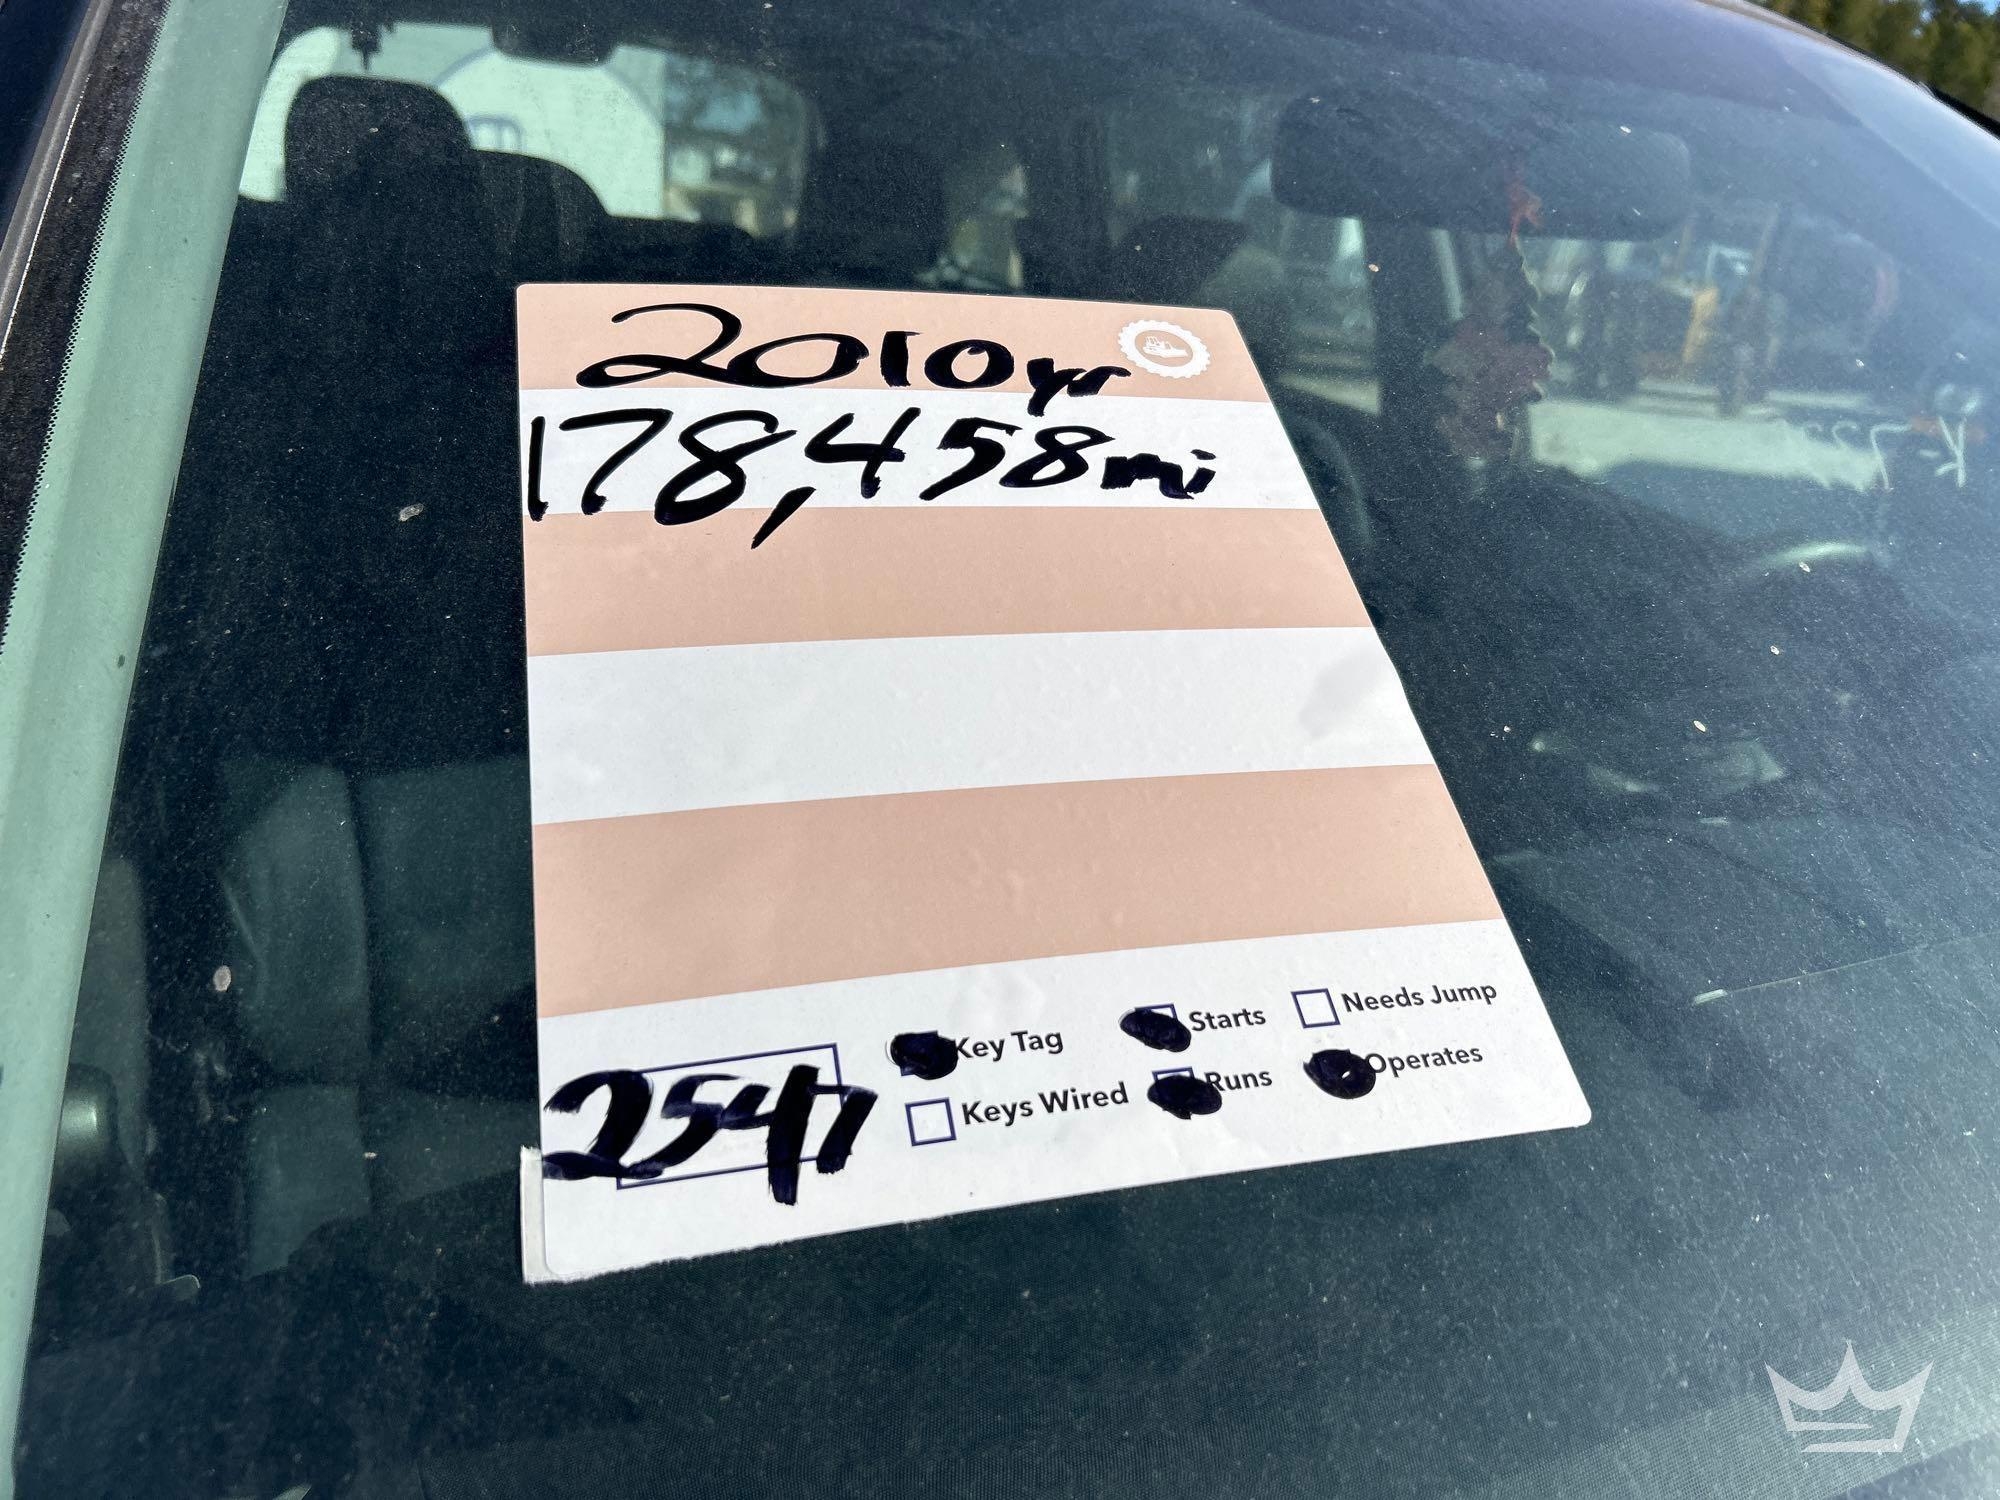 2010yr
178,458mi
2547
Key Tag
Starts
Needs Jump
Keys Wired
Runs
Operates